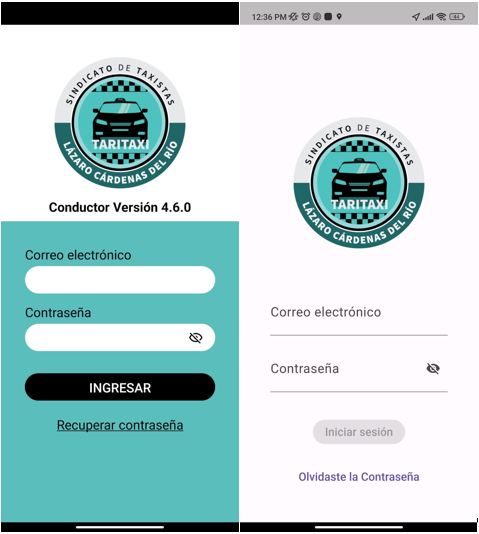 SINDICATO DE TAXISTAS
TARITAXI
LÁZARO CÁRDENAS DEL RÍO
Conductor Versión 4.6.0
Correo electrónico
Contraseña
INGRESAR
Recuperar contraseña
12:36 PM
44
SINDICATO DE TAXISTAS
TARITAXI
LÁZARO CÁRDENAS DEL RÍO
Correo electrónico
Contraseña
Iniciar sesión
Olvidaste la Contraseña